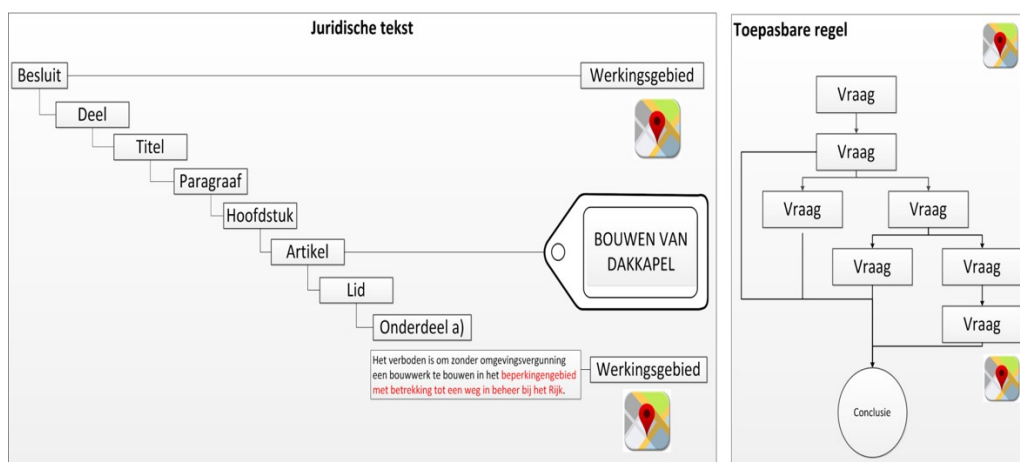 Juridische tekst
Besluit
Werkingsgebied
Deel
Titel
Paragraaf
Hoofdstuk
Artikel
BOUWEN VAN
DAKKAPEL
Lid
Onderdeel a)
Het verboden is om zonder omgevingsvergunning
een bouwwerk te bouwen in het beperkingengebied
met betrekking tot een weg in beheer bij het Rijk.
Werkingsgebied
Toepasbare regel
Vraag
Vraag
Vraag
Vraag
Vraag
Vraag
Vraag
Conclusie